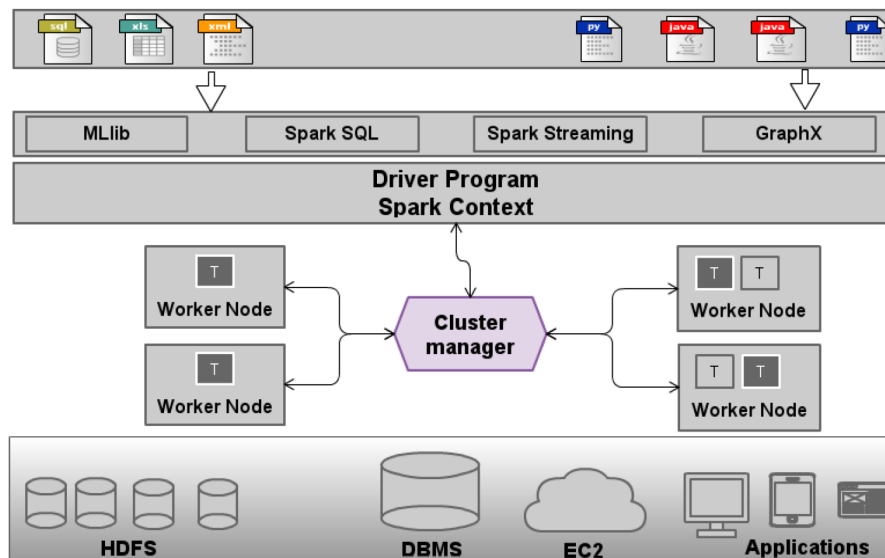 sql
xls
xml
py
java
java
py
MLlib
Spark SQL
Spark Streaming
GraphX
Driver Program
Spark Context
T
Worker Node
T
Worker Node
Cluster
manager
T
T
Worker Node
T
T
Worker Node
HDFS
DBMS
EC2
Applications